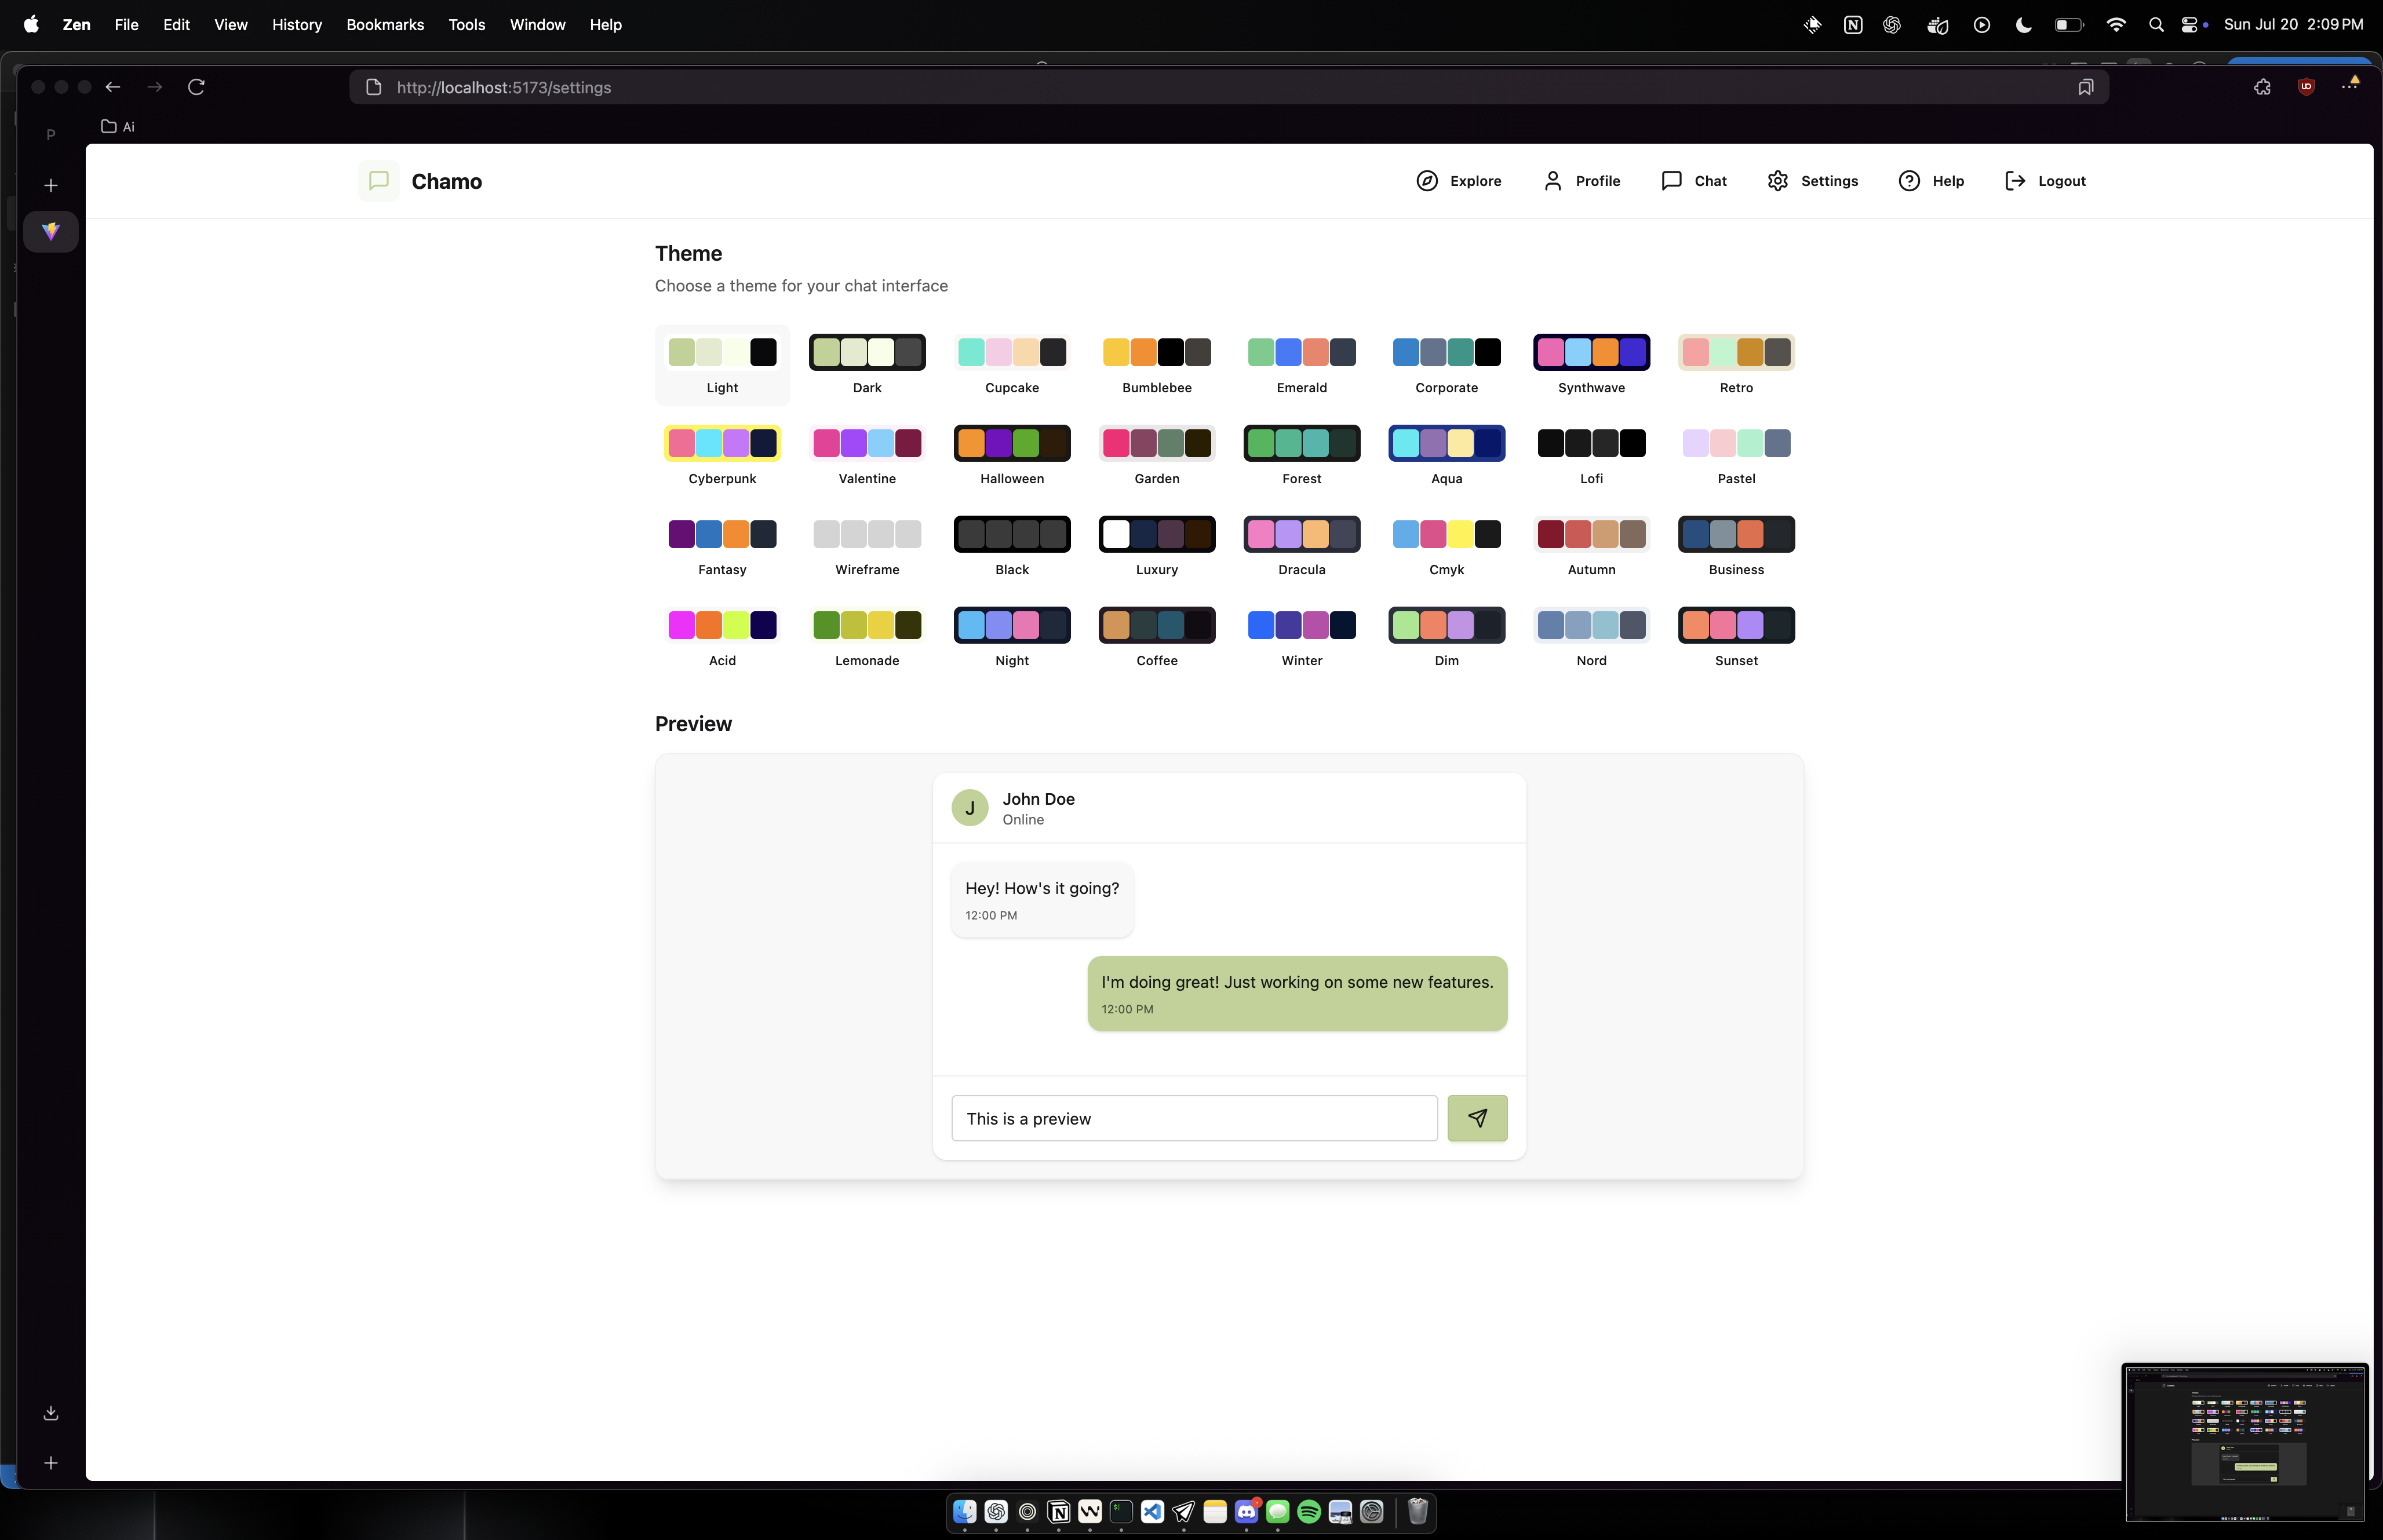 Zen File Edit View History Bookmarks Tools Window Help Sun Jul 20 2:09 PM
http://localhost:5173/settings
P
Ai
Chamo Explore Profile Chat Settings Help Logout
Theme
Choose a theme for your chat interface
Light Dark Cupcake Bumblebee Emerald Corporate Synthwave Retro
Cyberpunk Valentine Halloween Garden Forest Aqua Lofi Pastel
Fantasy Wireframe Black Luxury Dracula Cmyk Autumn Business
Acid Lemonade Night Coffee Winter Dim Nord Sunset
Preview
J
John Doe
Online
Hey! How's it going?
12:00 PM
I'm doing great! Just working on some new features.
12:00 PM
This is a preview